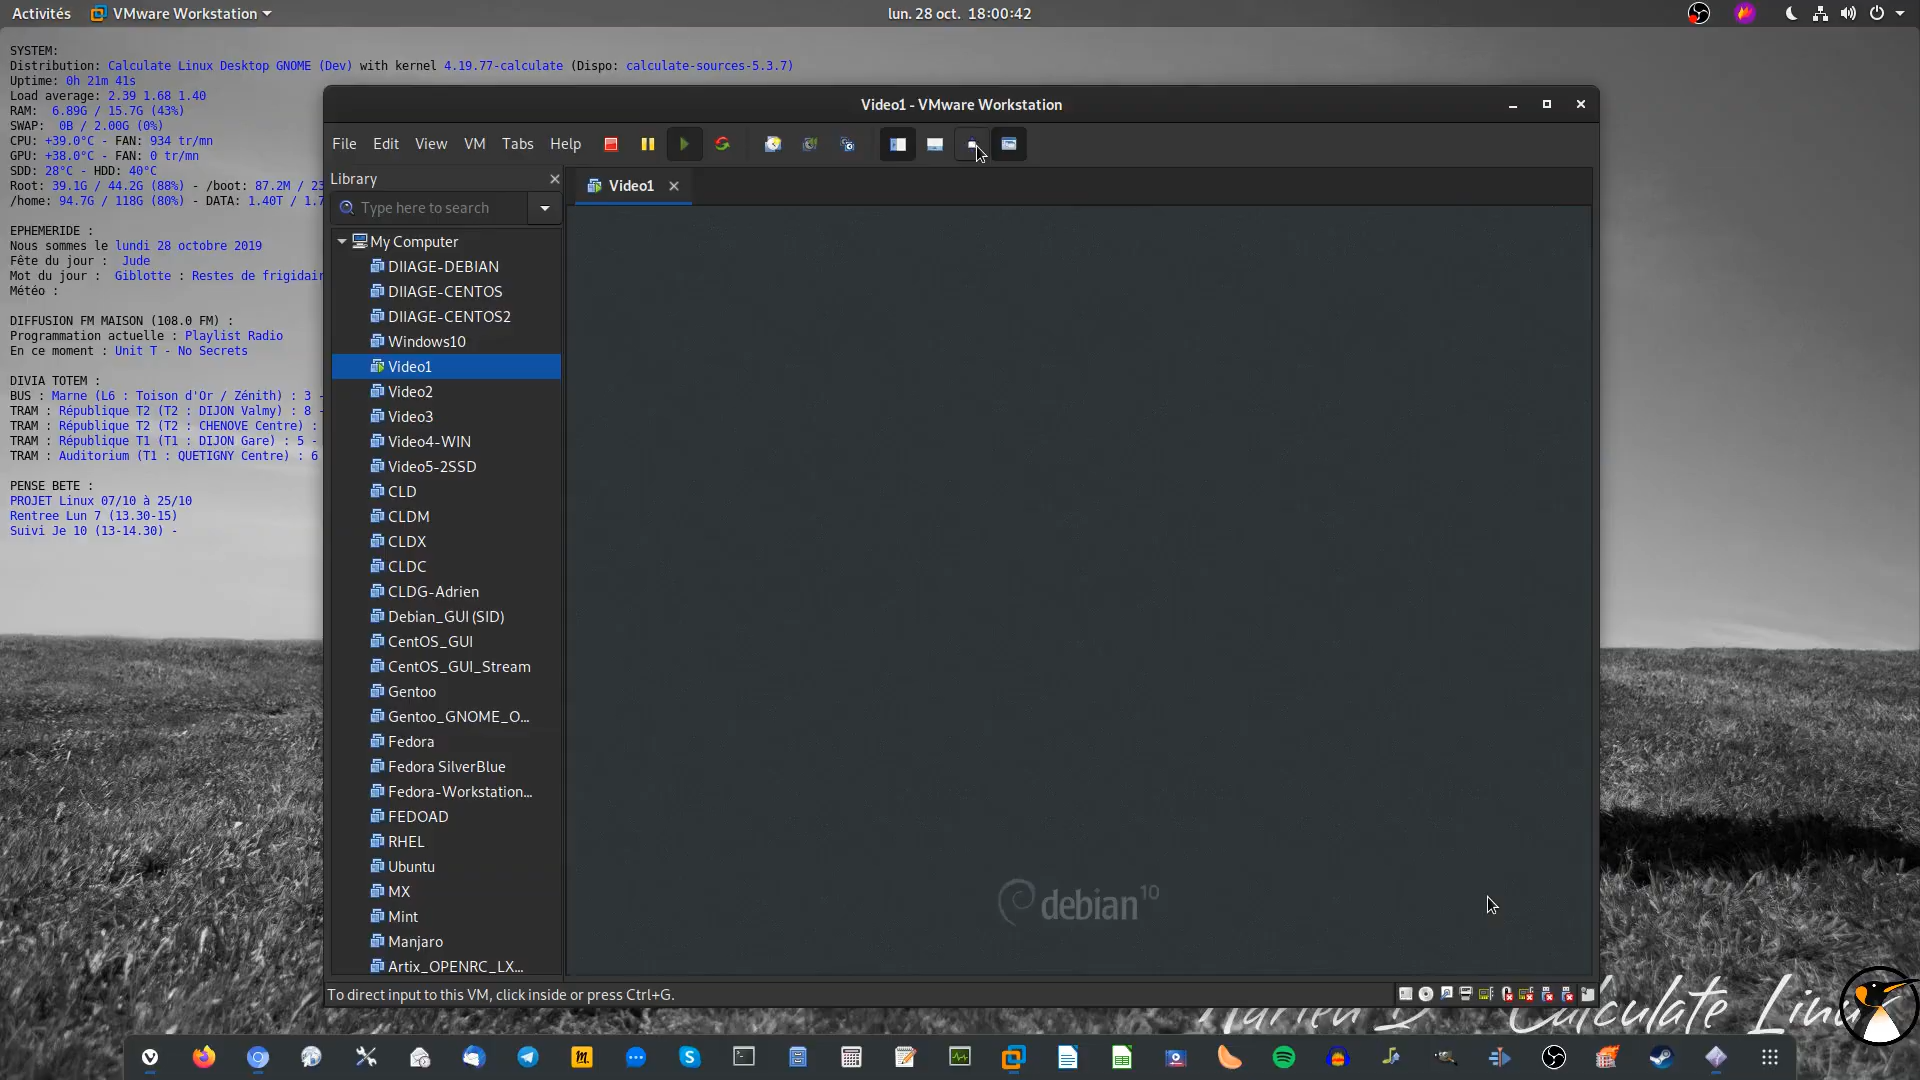 Activités
VMware Workstation
lun. 28 oct. 18:00:42
SYSTEM:
Distribution: Calculate Linux Desktop GNOME (Dev) with kernel 4.19.77-calculate (Dispo: calculate-sources-5.3.7)
Uptime: 0h 21m 41s
Load average: 2.39 1.68 1.40
RAM: 6.89G / 15.7G (43%)
SWAP: 0B / 2.00G (0%)
CPU: +39.0°C - FAN: 934 tr/mn
GPU: +38.0°C - FAN: 0 tr/mn
SDD: 28°C - HDD: 40°C
Root: 39.1G / 44.2G (88%) - /boot: 87.2M / 23
/home: 94.7G / 118G (80%) - DATA: 1.40T / 1.7
EPHEMERIDE :
Nous sommes le lundi 28 octobre 2019
Fête du jour : Jude
Mot du jour : Giblotte : Restes de frigidair
Météo :
DIFFUSION FM MAISON (108.0 FM) :
Programmation actuelle : Playlist Radio
En ce moment : Unit T - No Secrets
DIVIA TOTEM :
BUS : Marne (L6 : Toison d'Or / Zénith) : 3 -
TRAM : République T2 (T2 : DIJON Valmy) : 8 -
TRAM : République T2 (T2 : CHENOVE Centre) :
TRAM : République T1 (T1 : DIJON Gare) : 5 -
TRAM : Auditorium (T1 : QUETIGNY Centre) : 6
PENSE BETE :
PROJET Linux 07/10 à 25/10
Rentree Lun 7 (13.30-15)
Suivi Je 10 (13-14.30) -
Video1 - VMware Workstation
File Edit View VM Tabs Help
Library
Type here to search
Video1
My Computer
DIIAGE-DEBIAN
DIIAGE-CENTOS
DIIAGE-CENTOS2
Windows10
Video1
Video2
Video3
Video4-WIN
Video5-2SSD
CLD
CLDM
CLDX
CLDC
CLDG-Adrien
Debian_GUI (SID)
CentOS_GUI
CentOS_GUI_Stream
Gentoo
Gentoo_GNOME_O...
Fedora
Fedora SilverBlue
Fedora-Workstation...
FEDOAD
RHEL
Ubuntu
MX
Mint
Manjaro
Artix_OPENRC_LX...
debian 10
To direct input to this VM, click inside or press Ctrl+G.
Calculate Linu